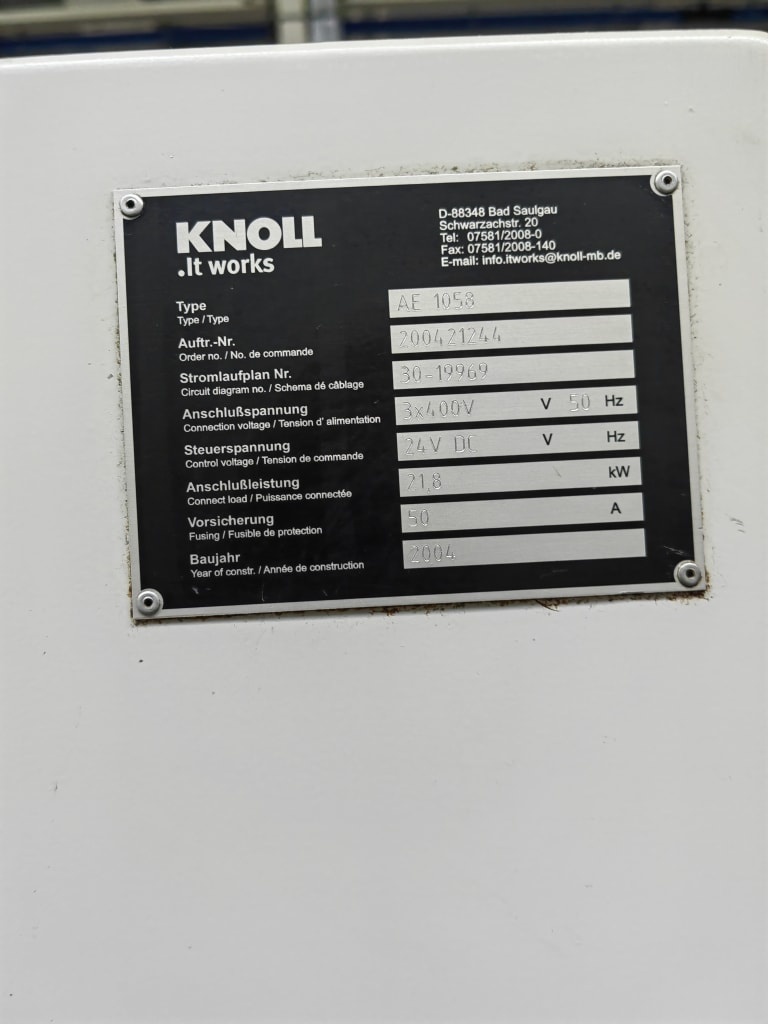 KNOLL
.It works
D-88348 Bad Saulgau
Schwarzachstr. 20
Tel: 07581/2008-0
Fax: 07581/2008-140
E-mail: info.itworks@knoll-mb.de
Type AE 1058
Type / Type
Auftr.-Nr. 200421244
Order no. / No. de commande
Stromlaufplan Nr. 30-19969
Circuit diagram no. / Schema dé câblage
Anschlußspannung 3x400V V 50 Hz
Connection voltage / Tension d' alimentation
Steuerspannung 24V DC V Hz
Control voltage / Tension de commande
Anschlußleistung 21,8 kW
Connect load / Puissance connectée
Vorsicherung 50 A
Fusing / Fusible de protection
Baujahr 2004
Year of constr. / Année de construction